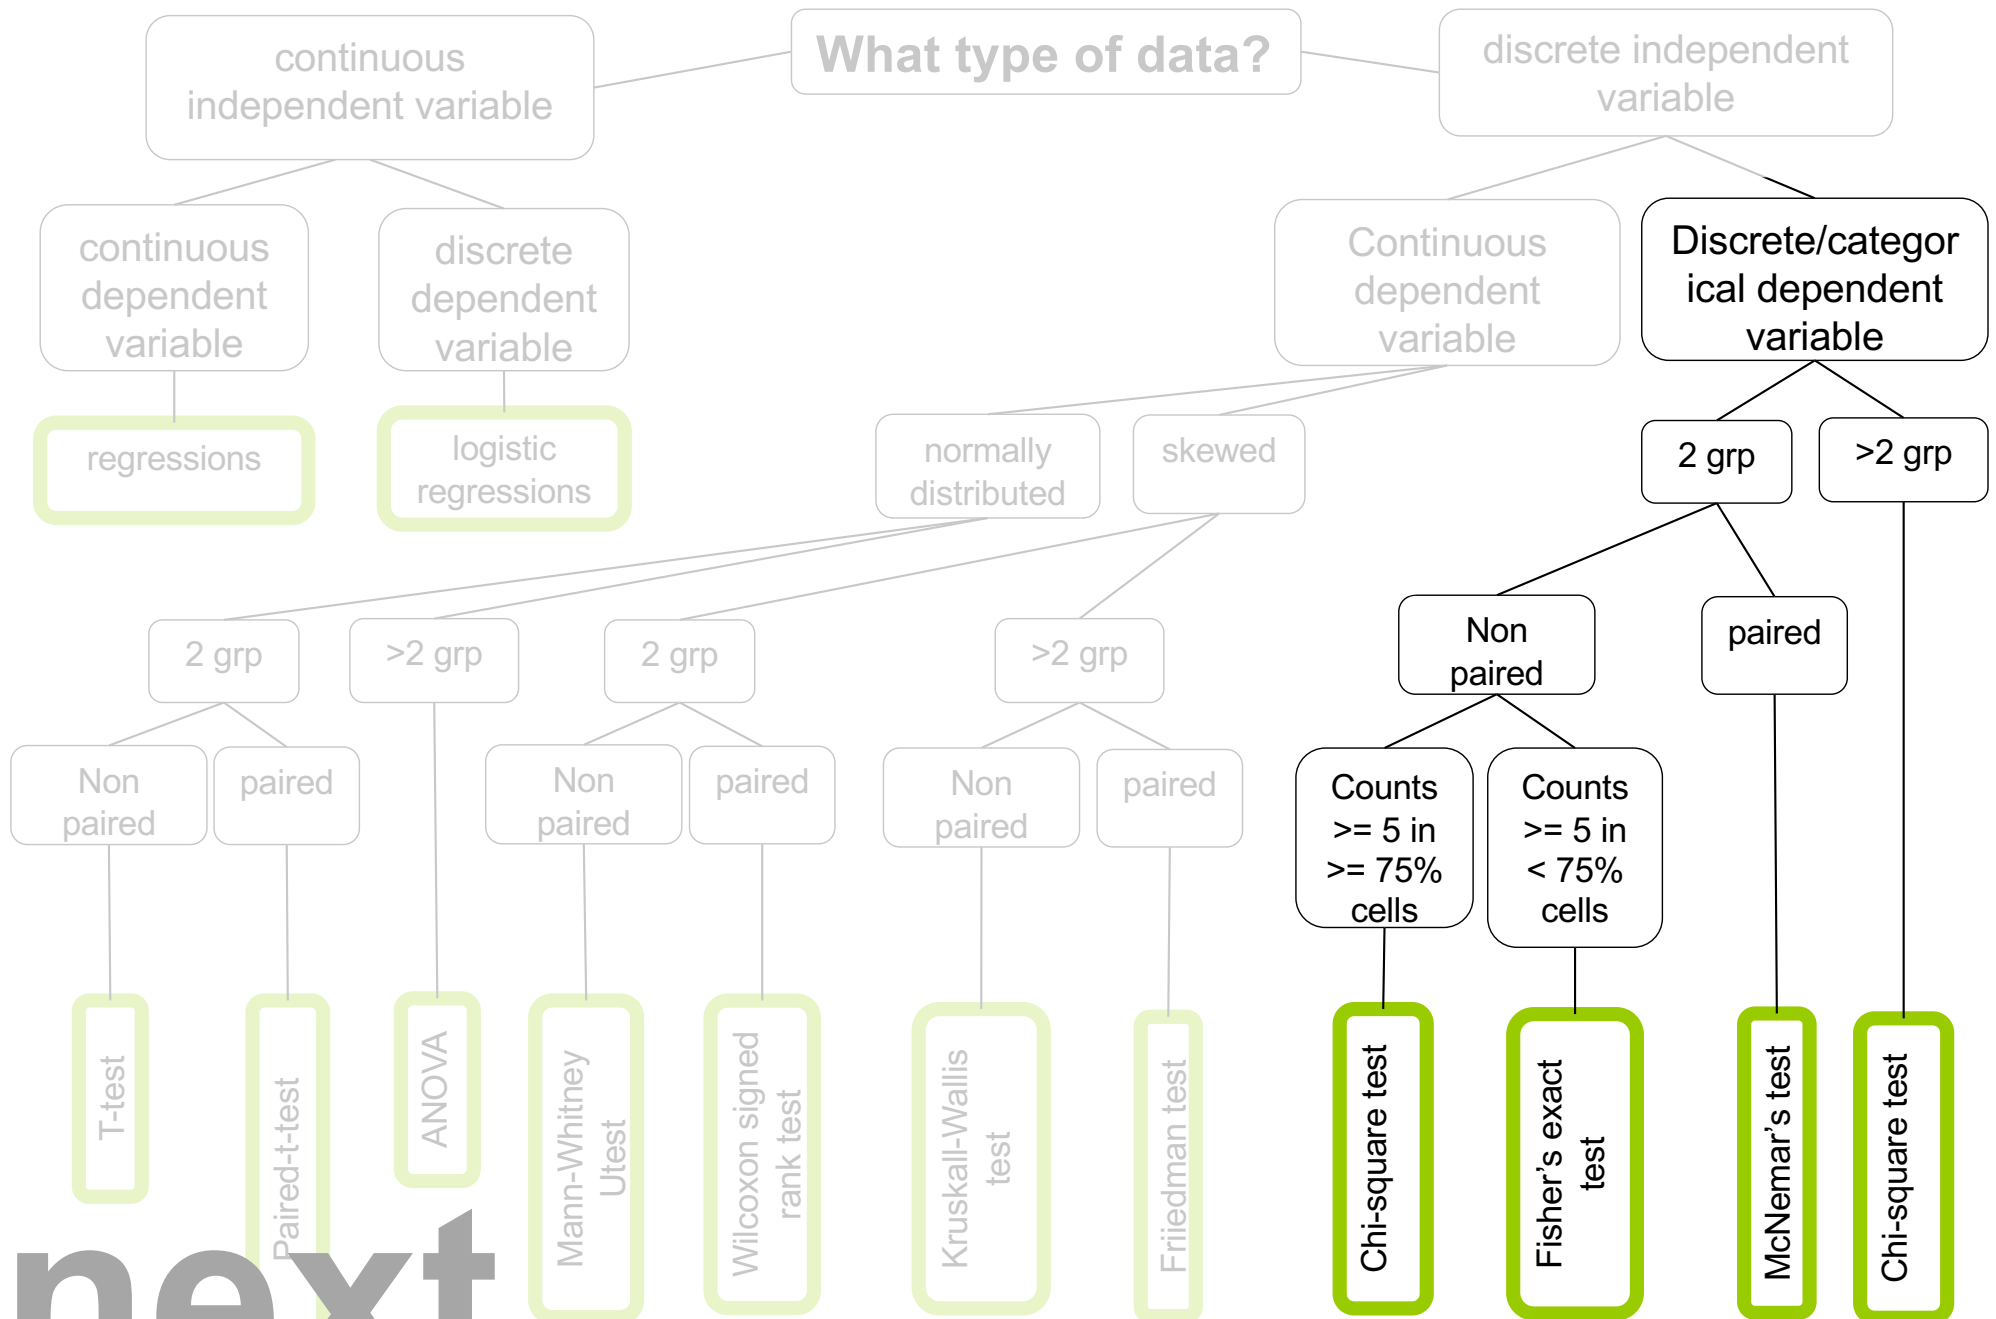 What type of data?
continuous
independent variable
discrete independent
variable
continuous
dependent
variable
discrete
dependent
variable
Continuous
dependent
variable
Discrete/categor
ical dependent
variable
regressions
logistic
regressions
normally
distributed
skewed
2 grp
>2 grp
2 grp
>2 grp
2 grp
>2 grp
Non
paired
paired
Non
paired
paired
Non
paired
paired
Non
paired
paired
Counts
>= 5 in
>= 75%
cells
Counts
>= 5 in
< 75%
cells
T-test
Paired-t-test
ANOVA
Mann-Whitney
Utest
Wilcoxon signed
rank test
Kruskall-Wallis
test
Friiedman test
Chi-square test
Fisher's exact
test
McNemar's test
Chi-square test
next